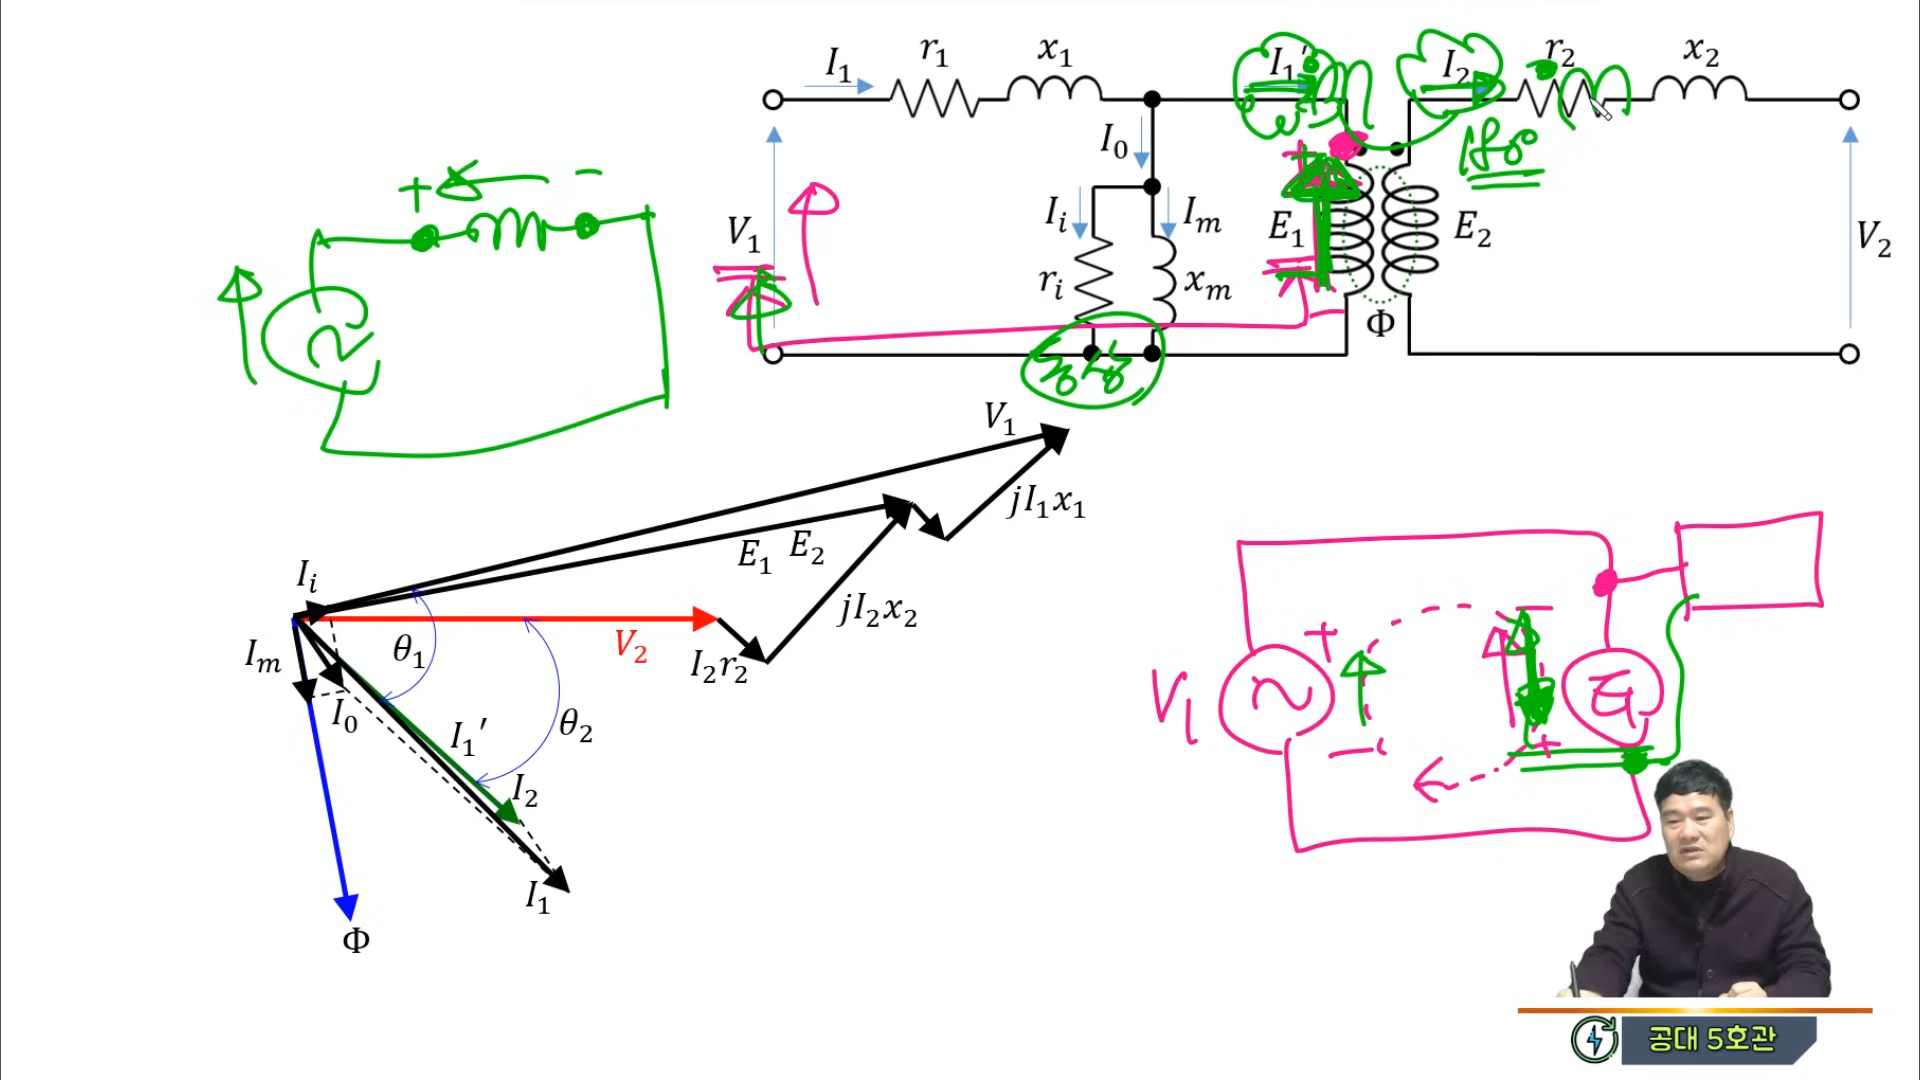 I₁ r₁ x₁ I₁′ I₂ r₂ x₂
I₀ 180
V₁ Iᵢ Iₘ E₁ E₂ V₂
rᵢ xₘ Φ
+ −
V₁
jI₁x₁
E₁ E₂
Iᵢ
jI₂x₂
Iₘ θ₁ V₂ I₂r₂
I₀ I₁′ θ₂
I₂
I₁
Φ
V₁ + −
− +
공대 5호관